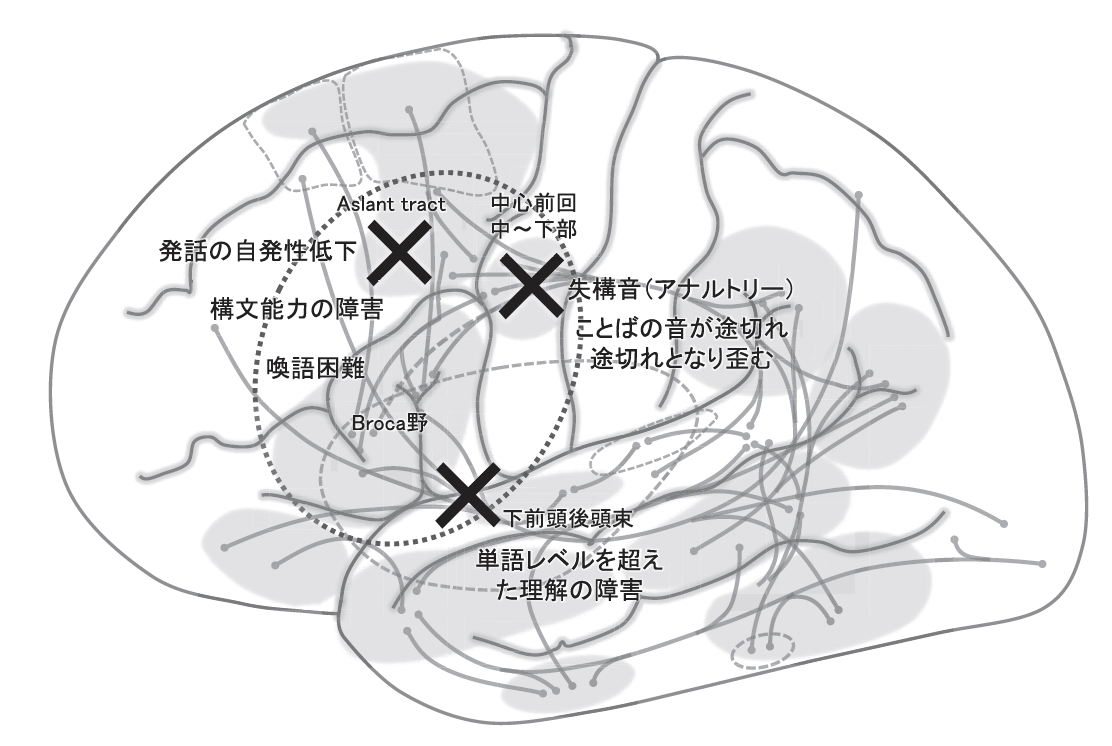 Aslant tract
中心前回
中～下部
発話の自発性低下
失構音（アナルトリー）
構文能力の障害
ことばの音が途切れ
途切れとなり歪む
喚語困難
Broca野
下前頭後頭束
単語レベルを超え
た理解の障害